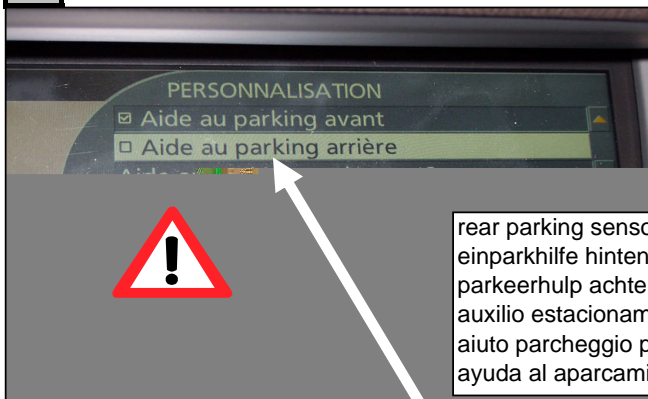 PERSONNALISATION
Aide au parking avant
Aide au parking arrière
!
rear parking senso
einparkhilfe hinten
parkeerhulp achte
auxilio estacionam
aiuto parcheggio p
ayuda al aparcami